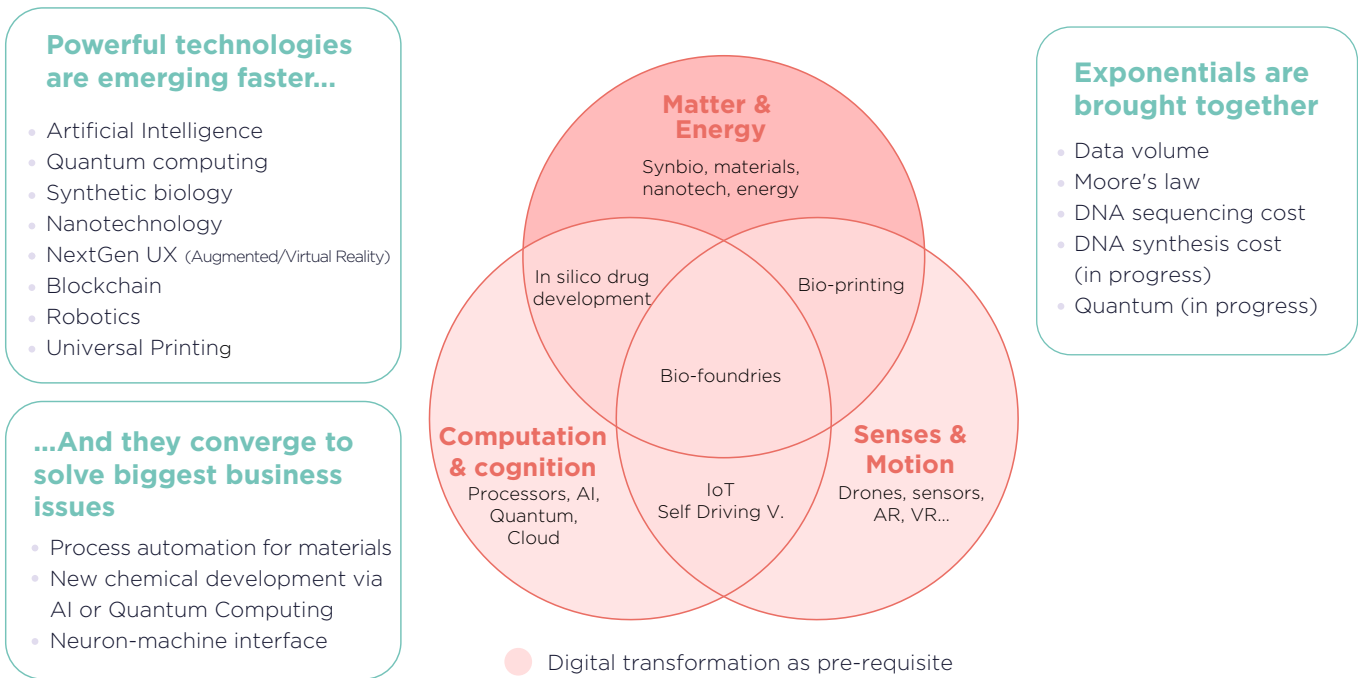 Powerful technologies
are emerging faster...
Artificial Intelligence
Quantum computing
Synthetic biology
Nanotechnology
NextGen UX (Augmented/Virtual Reality)
Blockchain
Robotics
Universal Printing
...And they converge to
solve biggest business
issues
Process automation for materials
New chemical development via
AI or Quantum Computing
Neuron-machine interface
Matter &
Energy
Synbio, materials,
nanotech, energy
In silico drug
development
Bio-printing
Bio-foundries
Computation
& cognition
Processors, AI,
Quantum,
Cloud
IoT
Self Driving V.
Senses &
Motion
Drones, sensors,
AR, VR...
Digital transformation as pre-requisite
Exponentials are
brought together
Data volume
Moore's law
DNA sequencing cost
DNA synthesis cost
(in progress)
Quantum (in progress)